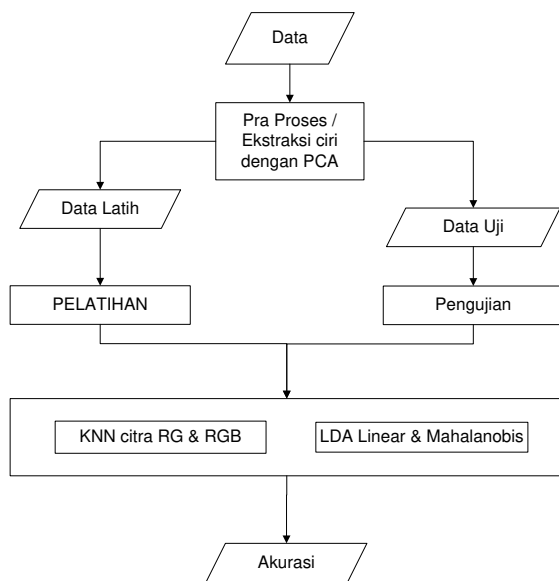 Data
Pra Proses /
Ekstraksi ciri
dengan PCA
Data Latih
Data Uji
PELATIHAN
Pengujian
KNN citra RG & RGB
LDA Linear & Mahalanobis
Akurasi